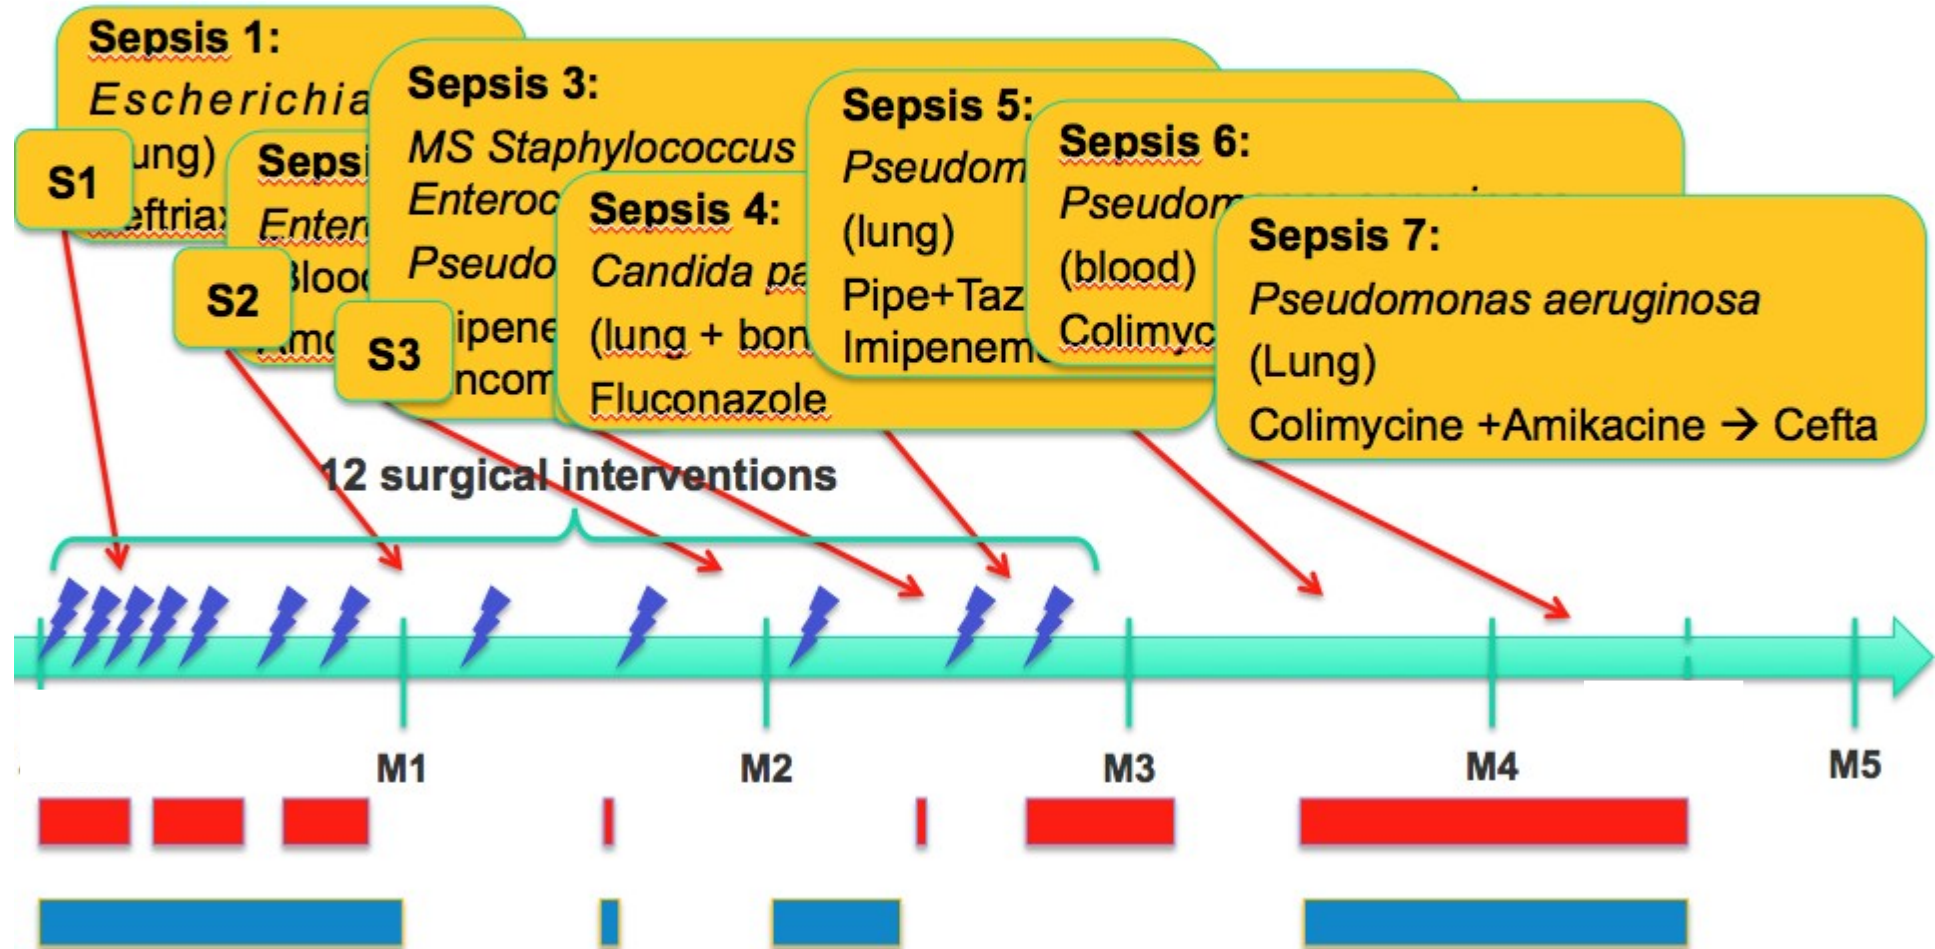 Sepsis 1:
Escherichia
ung)
eftriax
S1
Sepsi
Enter
Blood
Amo
S2
Sepsis 3:
MS Staphylococcus
Enteroc
Pseudo
ipene
ncom
S3
Sepsis 4:
Candida pa
(lung + bon
Fluconazole
Sepsis 5:
Pseudom
(lung)
Pipe+Taz
Imipenem
Sepsis 6:
Pseudom
(blood)
Colimyc
Sepsis 7:
Pseudomonas aeruginosa
(Lung)
Colimycine +Amikacine → Cefta
12 surgical interventions
M1 M2 M3 M4 M5